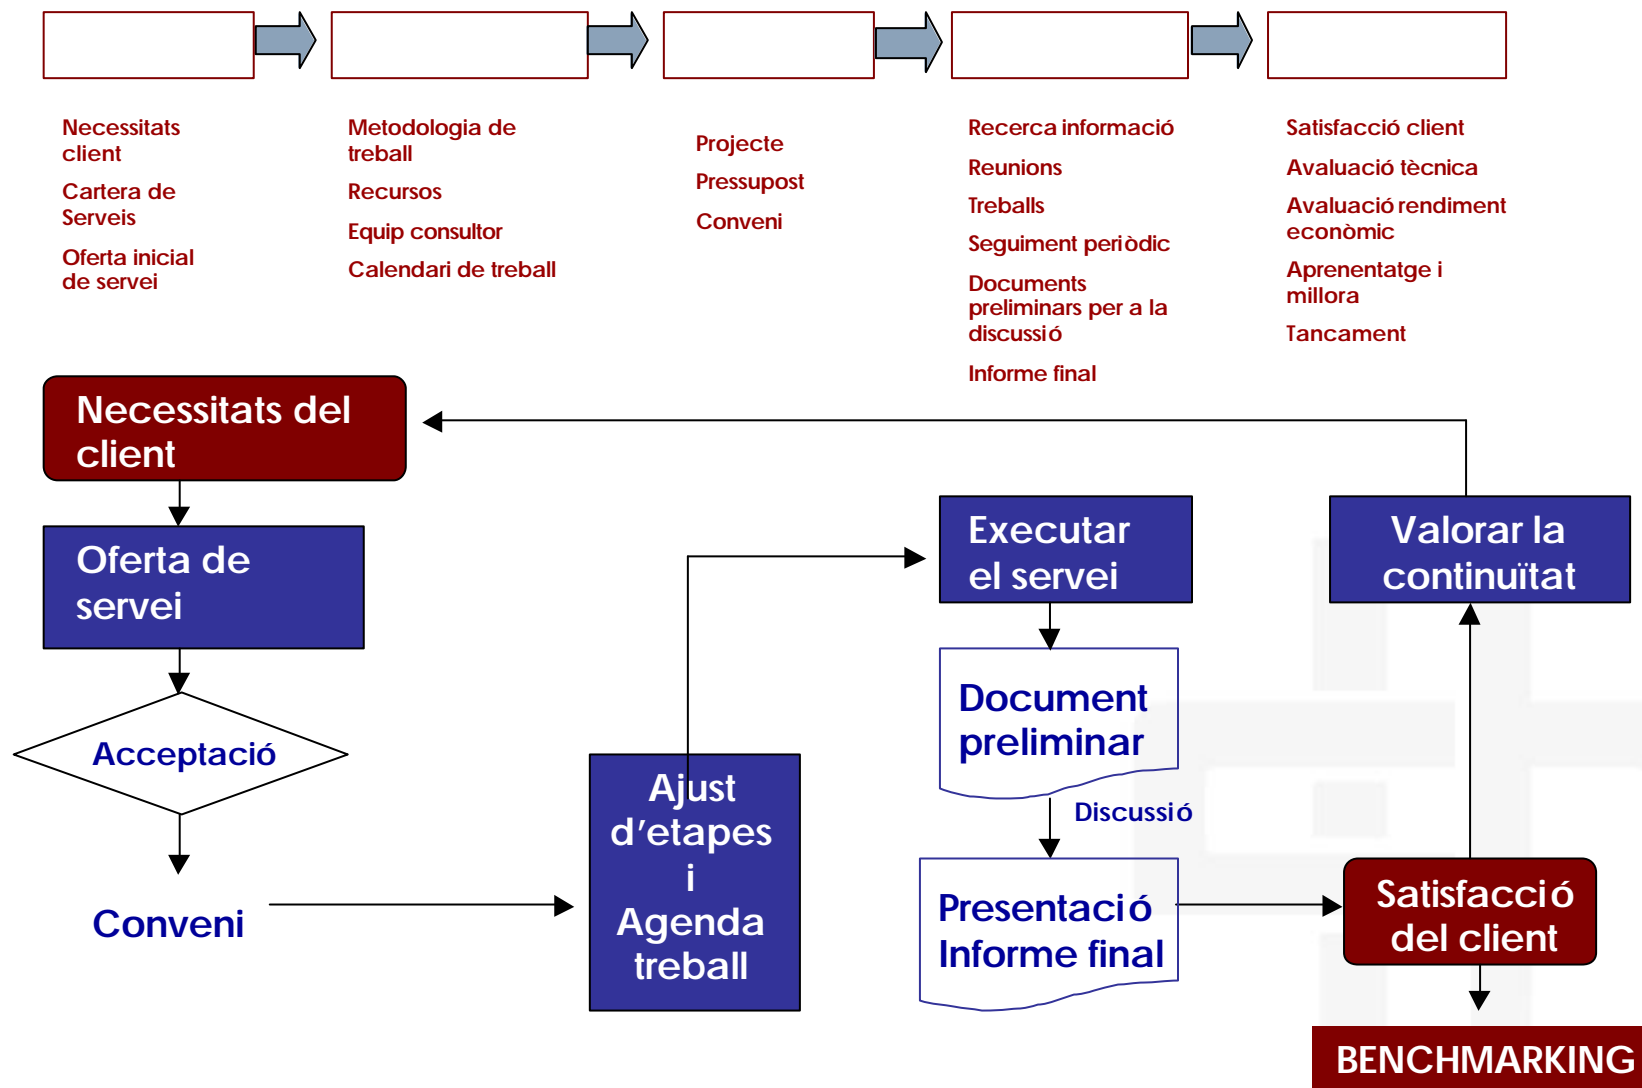 Necessitats
client
Cartera de
Serveis
Oferta inicial
de servei
Metodologia de
treball
Recursos
Equip consultor
Calendari de treball
Projecte
Pressupost
Conveni
Recerca informació
Reunions
Treballs
Seguiment periòdic
Documents
preliminars per a la
discussió
Informe final
Satisfacció client
Avaluació tècnica
Avaluació rendiment
econòmic
Aprenentatge i
millora
Tancament
Necessitats del
client
Oferta de
servei
Acceptació
Conveni
Ajust
d’etapes
i
Agenda
treball
Executar
el servei
Document
preliminar
Discussió
Presentació
Informe final
Valorar la
continuïtat
Satisfacció
del client
BENCHMARKING